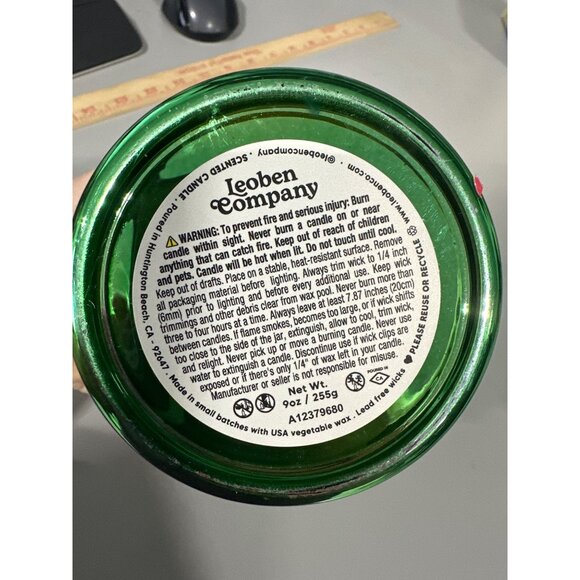 Leoben
Company
⚠ WARNING: To prevent fire and serious injury: Burn
candle within sight. Never burn a candle on or near
anything that can catch fire. Keep out of reach of children
and pets. Candle will be hot when lit. Do not touch until cool.
Keep out of drafts. Place on a stable, heat-resistant surface. Remove
all packaging material before lighting. Always trim wick to 1/4 inch
(6mm) prior to lighting and before every additional use. Keep wick
trimmings and other debris clear from wax pool. Never burn more than
three to four hours at a time. Always leave at least 7.87 inches (20cm)
between candles. If flame smokes, becomes too large, or if wick shifts
too close to the side of the jar, extinguish, allow to cool, trim wick,
and relight. Never pick up or move a burning candle. Never use
water to extinguish a candle. Discontinue use if wick clips are
exposed or if there's only 1/4" of wax left in your candle.
Manufacturer or seller is not responsible for misuse.
Net Wt.
9oz / 255g
A12379680
POURED IN
CA
@leobencompany . SCENTED CANDLE . Poured in Huntington Beach, CA - 92647. Made in small batches with USA vegetable wax . Lead free wicks
PLEASE REUSE OR RECYCLE
www.leobenco.com .